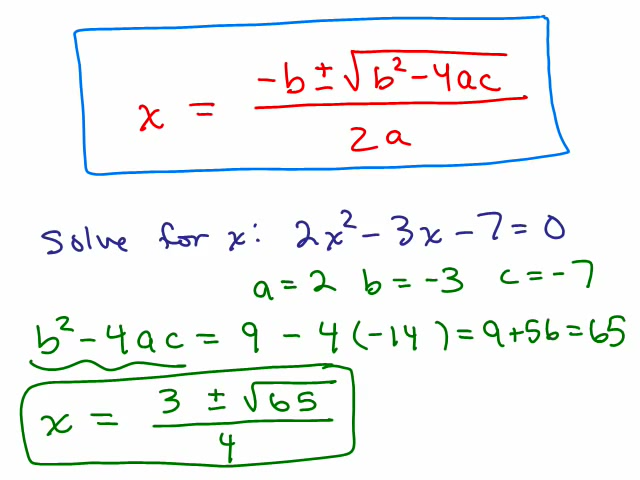 x = (-b ± √(b² - 4ac)) / 2a
Solve for x: 2x² - 3x - 7 = 0
a = 2 b = -3 c = -7
b² - 4ac = 9 - 4(-14) = 9 + 56 = 65
x = (3 ± √65) / 4